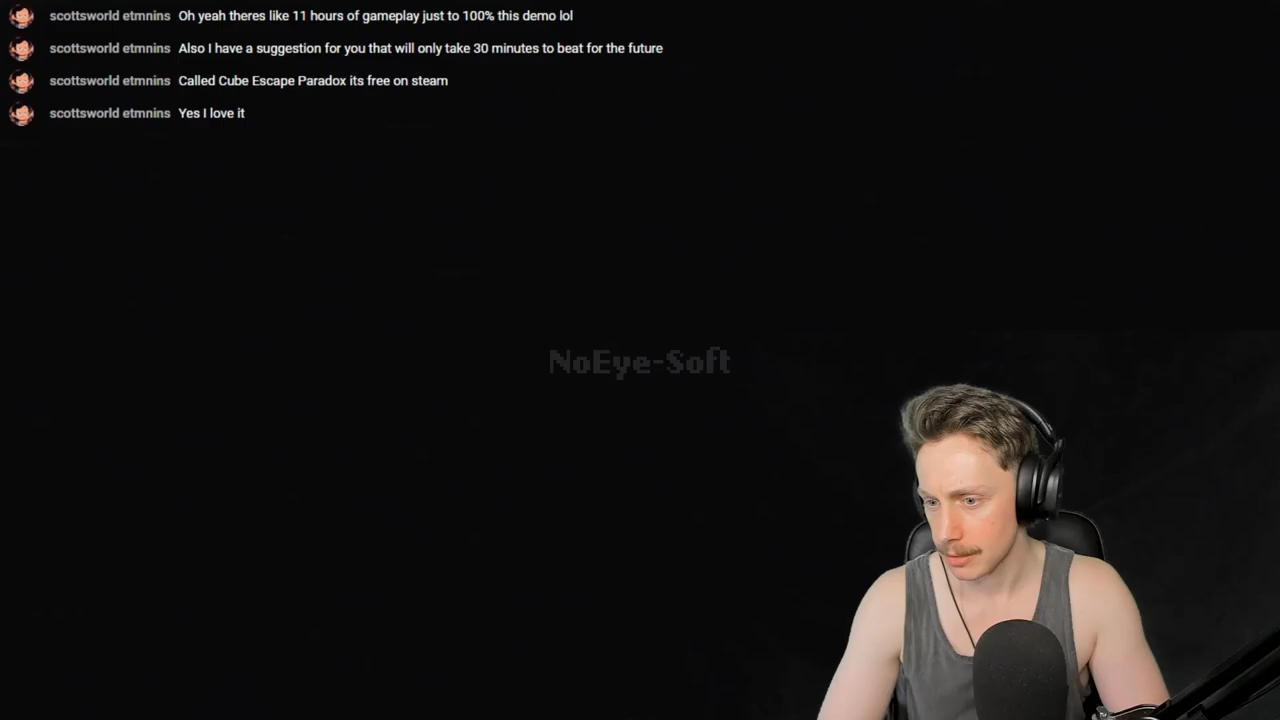 scottsworld etmnins Oh yeah theres like 11 hours of gameplay just to 100% this demo lol
scottsworld etmnins Also I have a suggestion for you that will only take 30 minutes to beat for the future
scottsworld etmnins Called Cube Escape Paradox its free on steam
scottsworld etmnins Yes I love it
NoEye-Soft